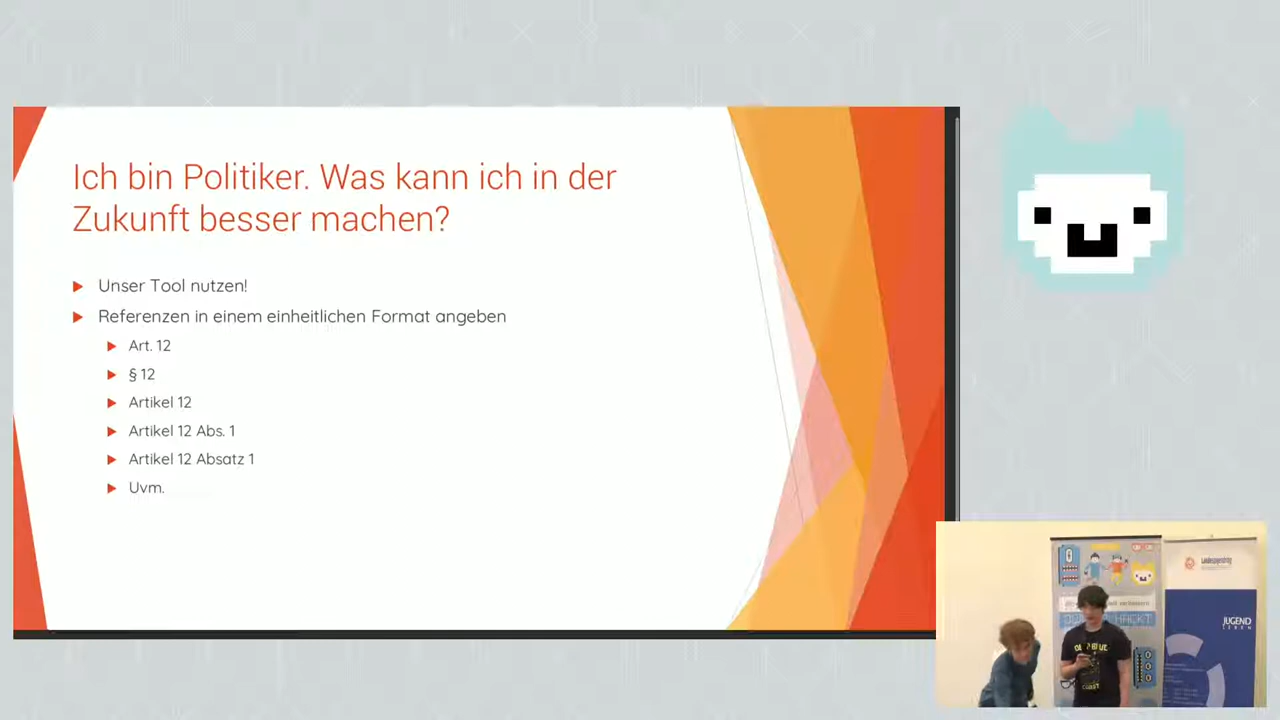 Ich bin Politiker. Was kann ich in der
Zukunft besser machen?
Unser Tool nutzen!
Referenzen in einem einheitlichen Format angeben
Art. 12
§ 12
Artikel 12
Artikel 12 Abs. 1
Artikel 12 Absatz 1
Uvm.
JUGEND
LEBEN